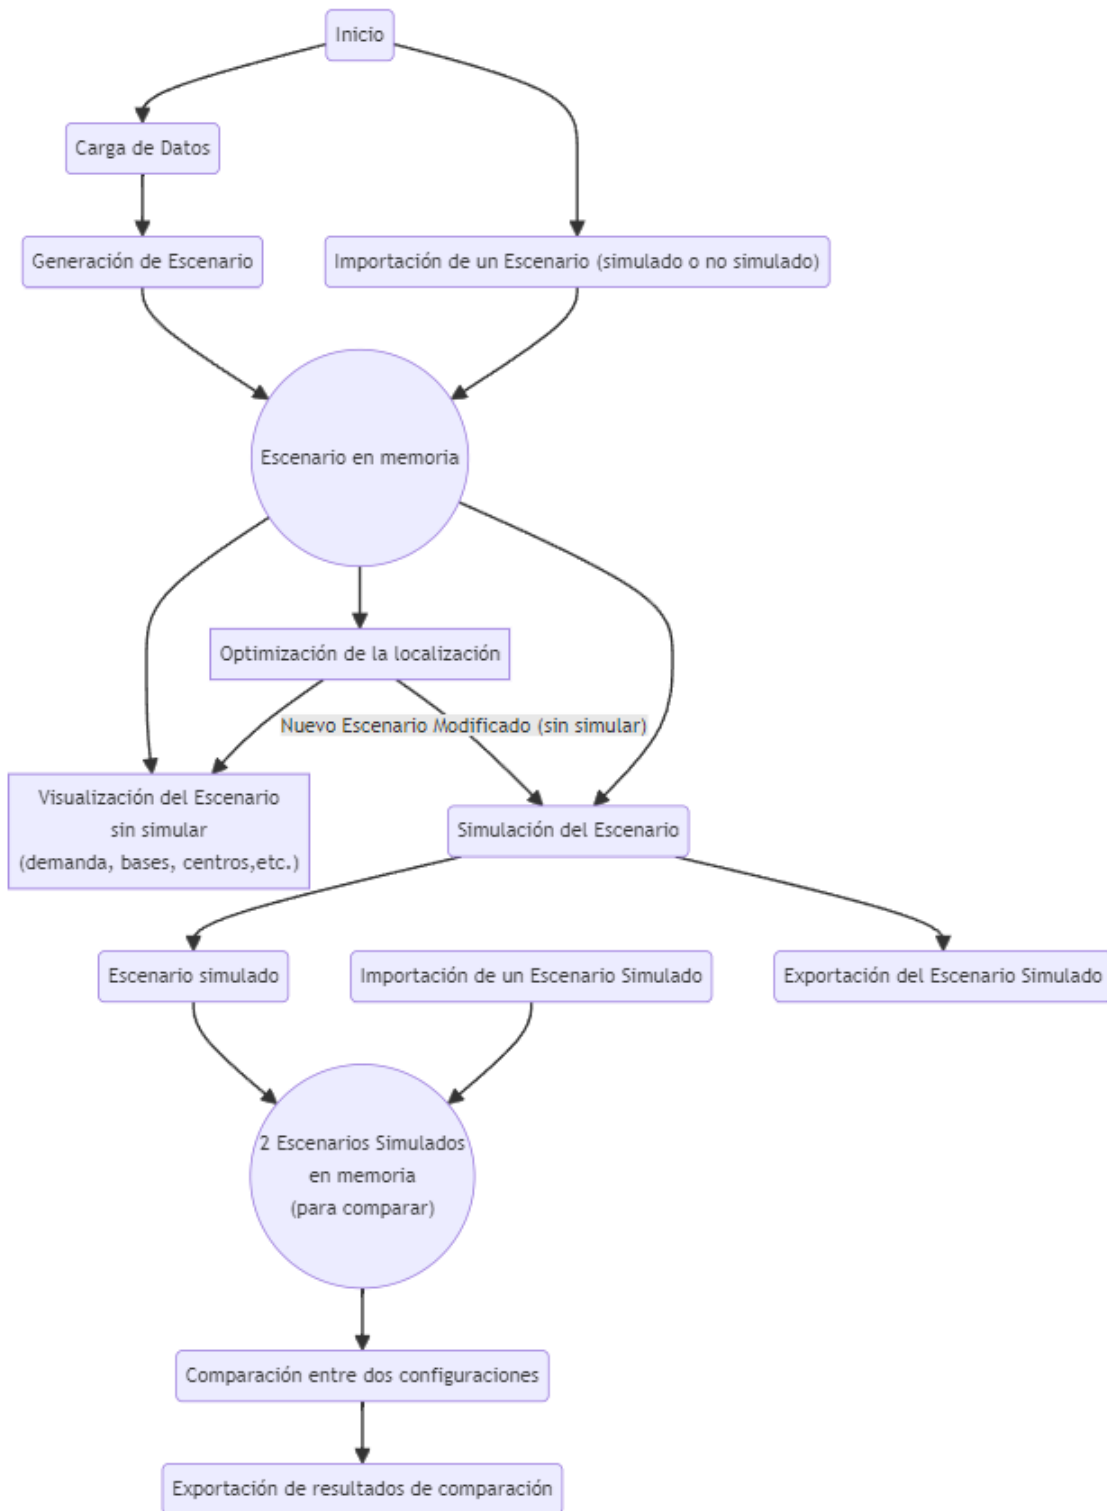 Inicio
Carga de Datos
Generación de Escenario
Importación de un Escenario (simulado o no simulado)
Escenario en memoria
Optimización de la localización
Nuevo Escenario Modificado (sin simular)
Visualización del Escenario
sin simular
(demanda, bases, centros,etc.)
Simulación del Escenario
Escenario simulado
Importación de un Escenario Simulado
Exportación del Escenario Simulado
2 Escenarios Simulados
en memoria
(para comparar)
Comparación entre dos configuraciones
Exportación de resultados de comparación